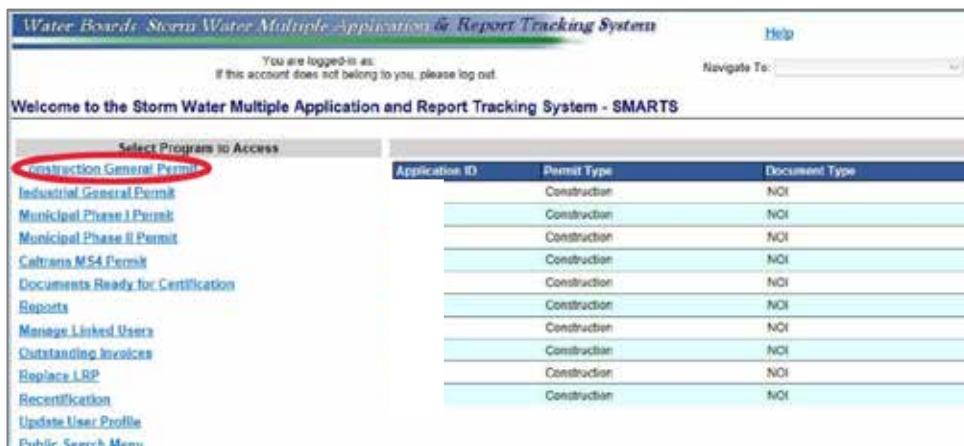 Water Boards Storm Water Multiple Application & Report Tracking System
Help
You are logged-in as:
If this account does not belong to you, please log out.
Navigate To:
Welcome to the Storm Water Multiple Application and Report Tracking System - SMARTS
Select Program to Access
Construction General Permit
Application ID Permit Type Document Type
Industrial General Permit
Construction NOI
Municipal Phase I Permit
Construction NOI
Municipal Phase II Permit
Construction NOI
Caltrans MS4 Permit
Construction NOI
Documents Ready for Certification
Construction NOI
Reports
Construction NOI
Manage Linked Users
Construction NOI
Outstanding Invoices
Construction NOI
Replace LRP
Construction NOI
Recertification
Construction NOI
Update User Profile
Public Search Menu